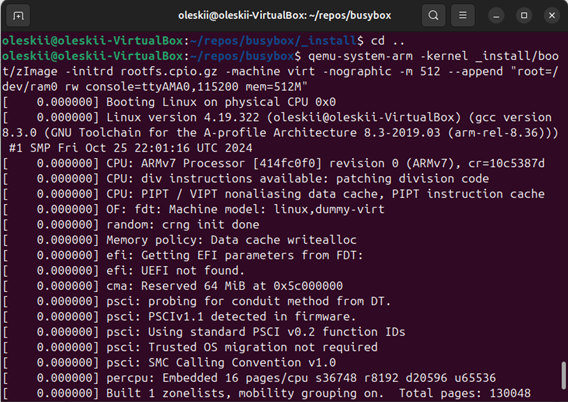 oleskii@oleskii-VirtualBox: ~/repos/busybox
oleskii@oleskii-VirtualBox:~/repos/busybox/_install$ cd ..
oleskii@oleskii-VirtualBox:~/repos/busybox$ qemu-system-arm -kernel _install/boo
t/zImage -initrd rootfs.cpio.gz -machine virt -nographic -m 512 --append "root=/
dev/ram0 rw console=ttyAMA0,115200 mem=512M"
[    0.000000] Booting Linux on physical CPU 0x0
[    0.000000] Linux version 4.19.322 (oleskii@oleskii-VirtualBox) (gcc version
8.3.0 (GNU Toolchain for the A-profile Architecture 8.3-2019.03 (arm-rel-8.36)))
 #1 SMP Fri Oct 25 22:01:16 UTC 2024
[    0.000000] CPU: ARMv7 Processor [414fc0f0] revision 0 (ARMv7), cr=10c5387d
[    0.000000] CPU: div instructions available: patching division code
[    0.000000] CPU: PIPT / VIPT nonaliasing data cache, PIPT instruction cache
[    0.000000] OF: fdt: Machine model: linux,dummy-virt
[    0.000000] random: crng init done
[    0.000000] Memory policy: Data cache writealloc
[    0.000000] efi: Getting EFI parameters from FDT:
[    0.000000] efi: UEFI not found.
[    0.000000] cma: Reserved 64 MiB at 0x5c000000
[    0.000000] psci: probing for conduit method from DT.
[    0.000000] psci: PSCIv1.1 detected in firmware.
[    0.000000] psci: Using standard PSCI v0.2 function IDs
[    0.000000] psci: Trusted OS migration not required
[    0.000000] psci: SMC Calling Convention v1.0
[    0.000000] percpu: Embedded 16 pages/cpu s36748 r8192 d20596 u65536
[    0.000000] Built 1 zonelists, mobility grouping on.  Total pages: 130048